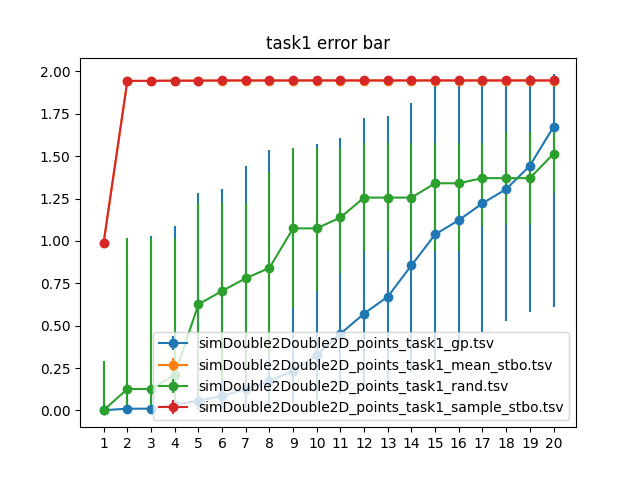 task1 error bar
2.00
1.75
1.50
1.25
1.00
0.75
0.50
0.25
0.00
simDouble2Double2D_points_task1_gp.tsv
simDouble2Double2D_points_task1_mean_stbo.tsv
simDouble2Double2D_points_task1_rand.tsv
simDouble2Double2D_points_task1_sample_stbo.tsv
1 2 3 4 5 6 7 8 9 10 11 12 13 14 15 16 17 18 19 20